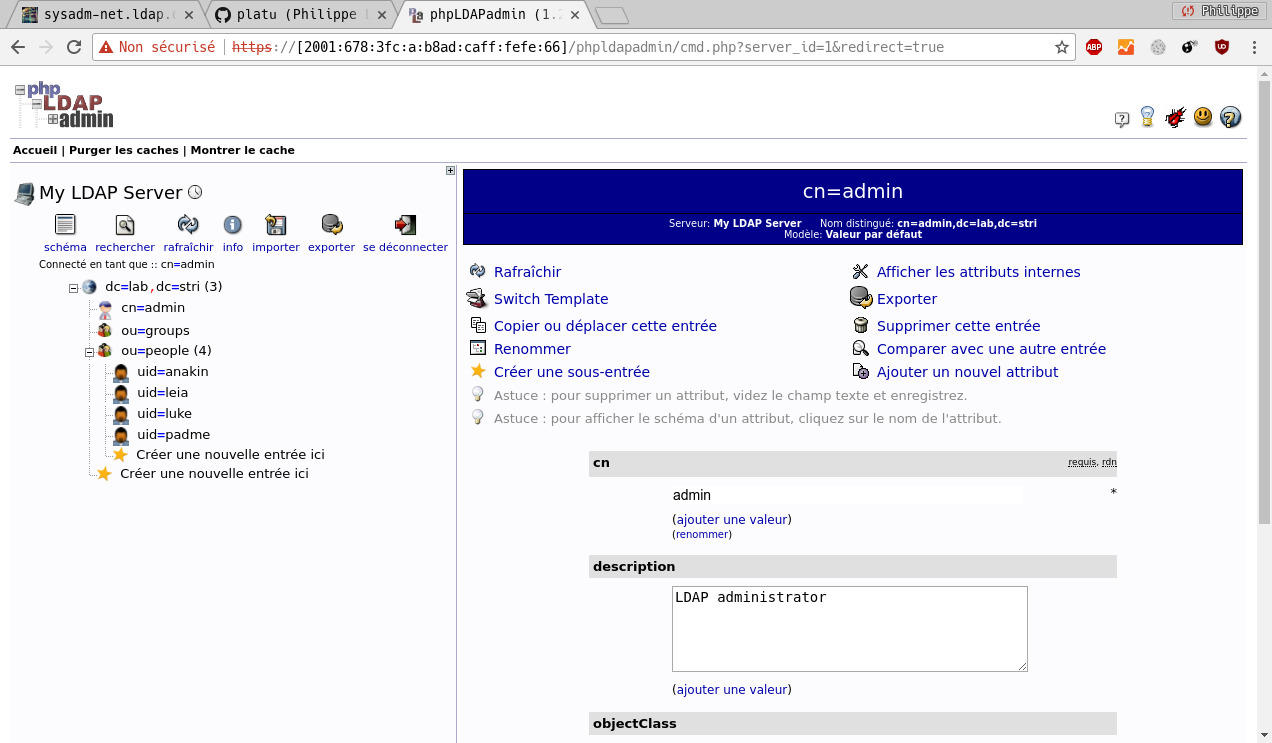 sysadm-net.ldap.
platu (Philippe
phpLDAPadmin (1.2
Philippe
Non sécurisé
https://[2001:678:3fc:a:b8ad:caff:fefe:66]/phpldapadmin/cmd.php?server_id=1&redirect=true
ABP
php
LDAP
admin
Accueil | Purger les caches | Montrer le cache
My LDAP Server
schéma rechercher rafraîchir info importer exporter se déconnecter
Connecté en tant que :: cn=admin
dc=lab,dc=stri (3)
cn=admin
ou=groups
ou=people (4)
uid=anakin
uid=leia
uid=luke
uid=padme
Créer une nouvelle entrée ici
Créer une nouvelle entrée ici
cn=admin
Serveur: My LDAP Server Nom distingué: cn=admin,dc=lab,dc=stri
Modèle: Valeur par défaut
Rafraîchir Afficher les attributs internes
Switch Template Exporter
Copier ou déplacer cette entrée Supprimer cette entrée
Renommer Comparer avec une autre entrée
Créer une sous-entrée Ajouter un nouvel attribut
Astuce : pour supprimer un attribut, videz le champ texte et enregistrez.
Astuce : pour afficher le schéma d'un attribut, cliquez sur le nom de l'attribut.
cn requis, rdn
admin *
(ajouter une valeur)
(renommer)
description
LDAP administrator
(ajouter une valeur)
objectClass